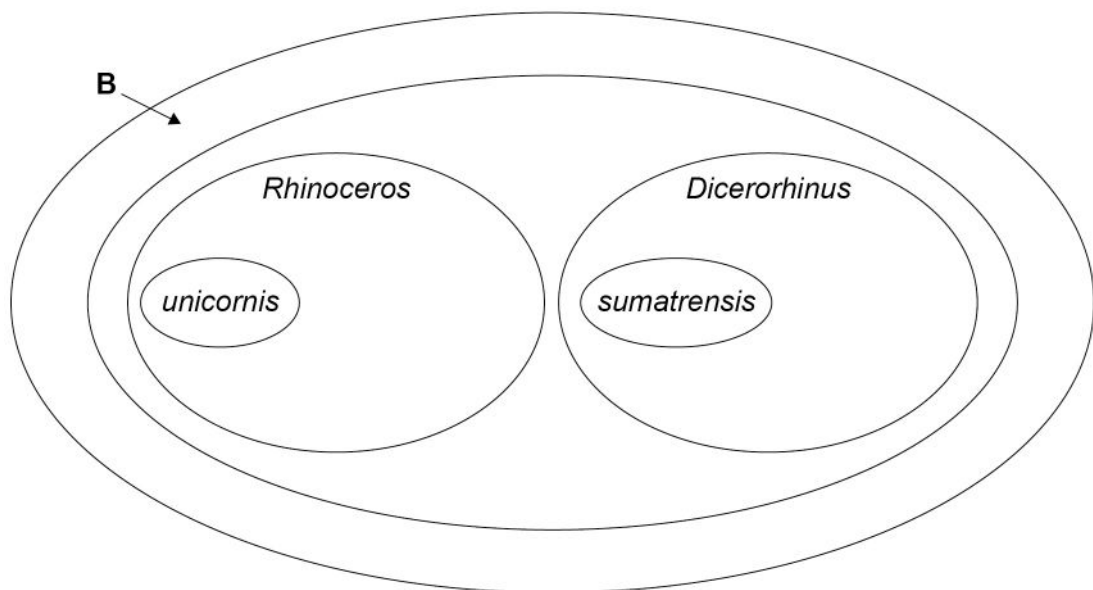 B
Rhinoceros
Dicerorhinus
unicornis
sumatrensis